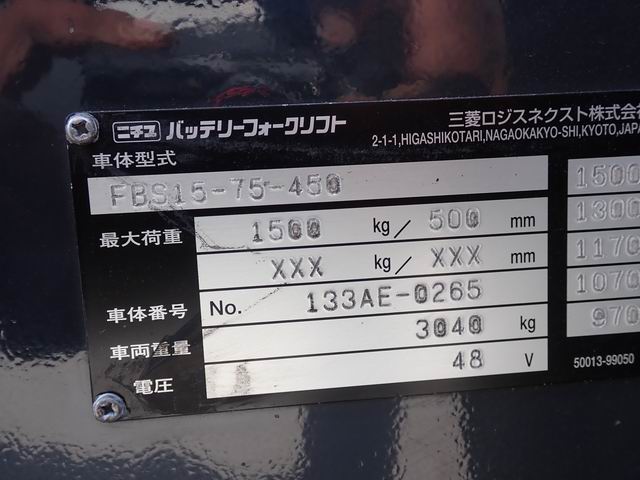 ニチユ バッテリーフォークリフト 三菱ロジスネクスト株式会
2-1-1,HIGASHIKOTARI,NAGAOKAKYO-SHI,KYOTO,JAPA
車体型式
FBS15-75-450 1500
最大荷重 1500 kg／ 500 mm 1300
XXX kg／ XXX mm 1170
車体番号 No. 133AE-0265 1070
車両重量 3040 kg 970
電圧 48 V 50013-99050